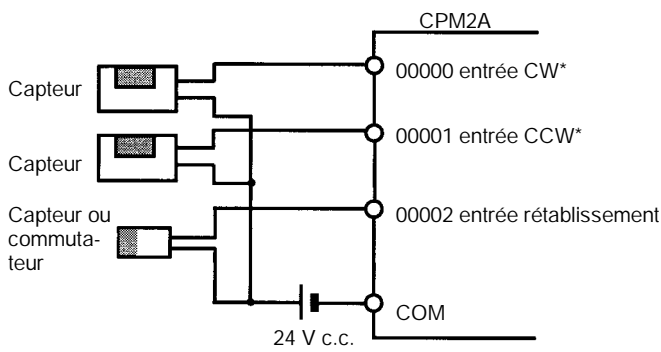 CPM2A
Capteur
00000 entrée CW*
Capteur
00001 entrée CCW*
Capteur ou
commuta-
teur
00002 entrée rétablissement
COM
24 V c.c.